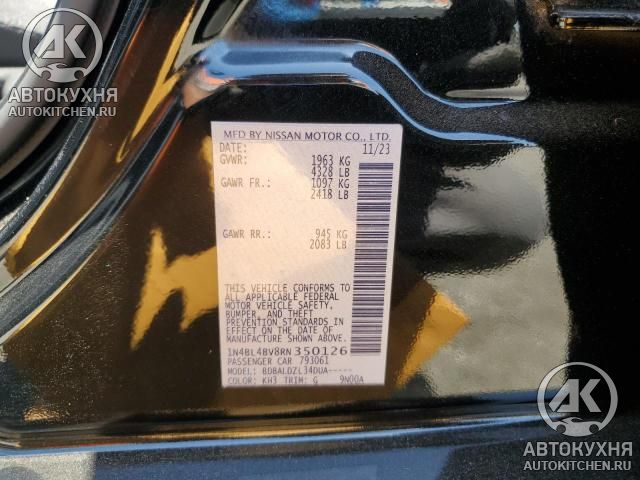 AK
АВТОКУХНЯ
AUTOKITCHEN.RU
MFD BY NISSAN MOTOR CO., LTD.
DATE: 11/23
GVWR: 1963 KG
4328 LB
GAWR FR.: 1097 KG
2418 LB
GAWR RR.: 945 KG
2083 LB
THIS VEHICLE CONFORMS TO
ALL APPLICABLE FEDERAL
MOTOR VEHICLE SAFETY,
BUMPER, AND THEFT
PREVENTION STANDARDS IN
EFFECT ON THE DATE OF
MANUFACTURE SHOWN ABOVE.
1N4BL4BV8RN350126
PASSENGER CAR 793061
MODEL: BDBALDZL34DUA-----
COLOR: KH3 TRIM: G 9N00A
AK
АВТОКУХНЯ
AUTOKITCHEN.RU